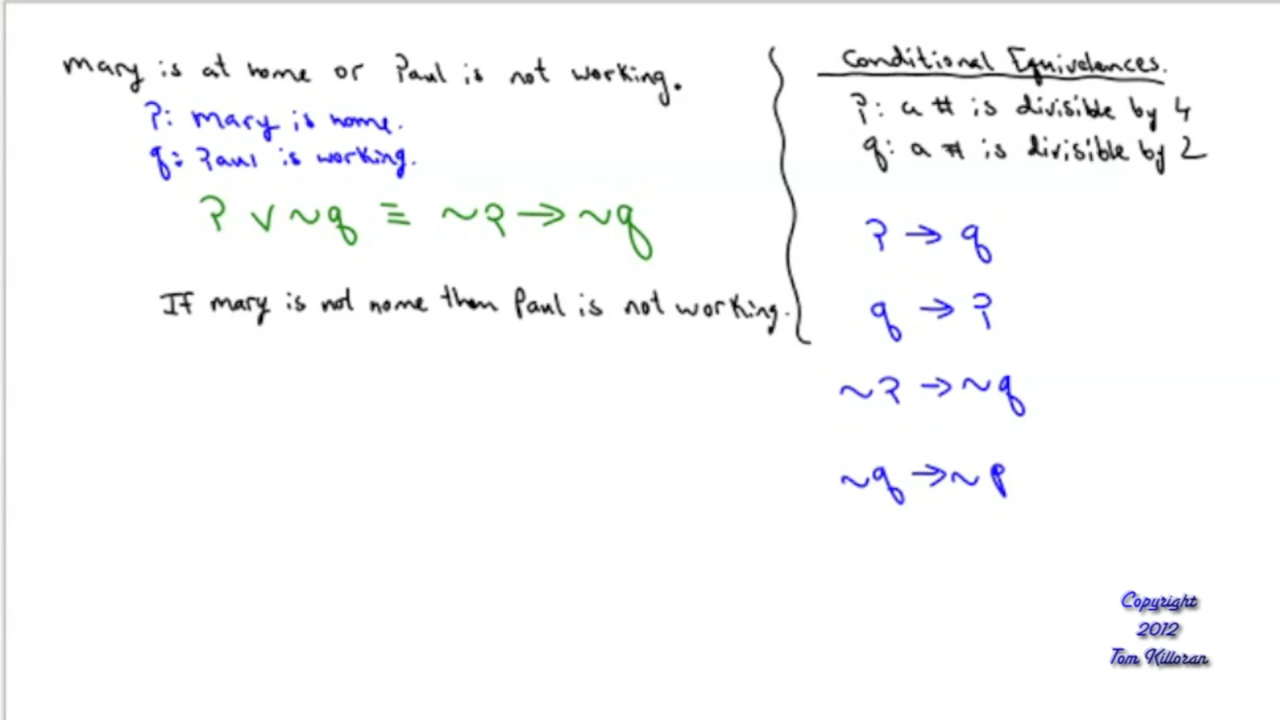 Mary is at home or Paul is not working.
P: Mary is home.
q: Paul is working.
P ∨ ~q ≡ ~P → ~q
If Mary is not home then Paul is not working.
Conditional Equivalences.
P: a # is divisible by 4
q: a # is divisible by 2
P → q
q → P
~P → ~q
~q → ~P
Copyright
2012
Tom Killoran